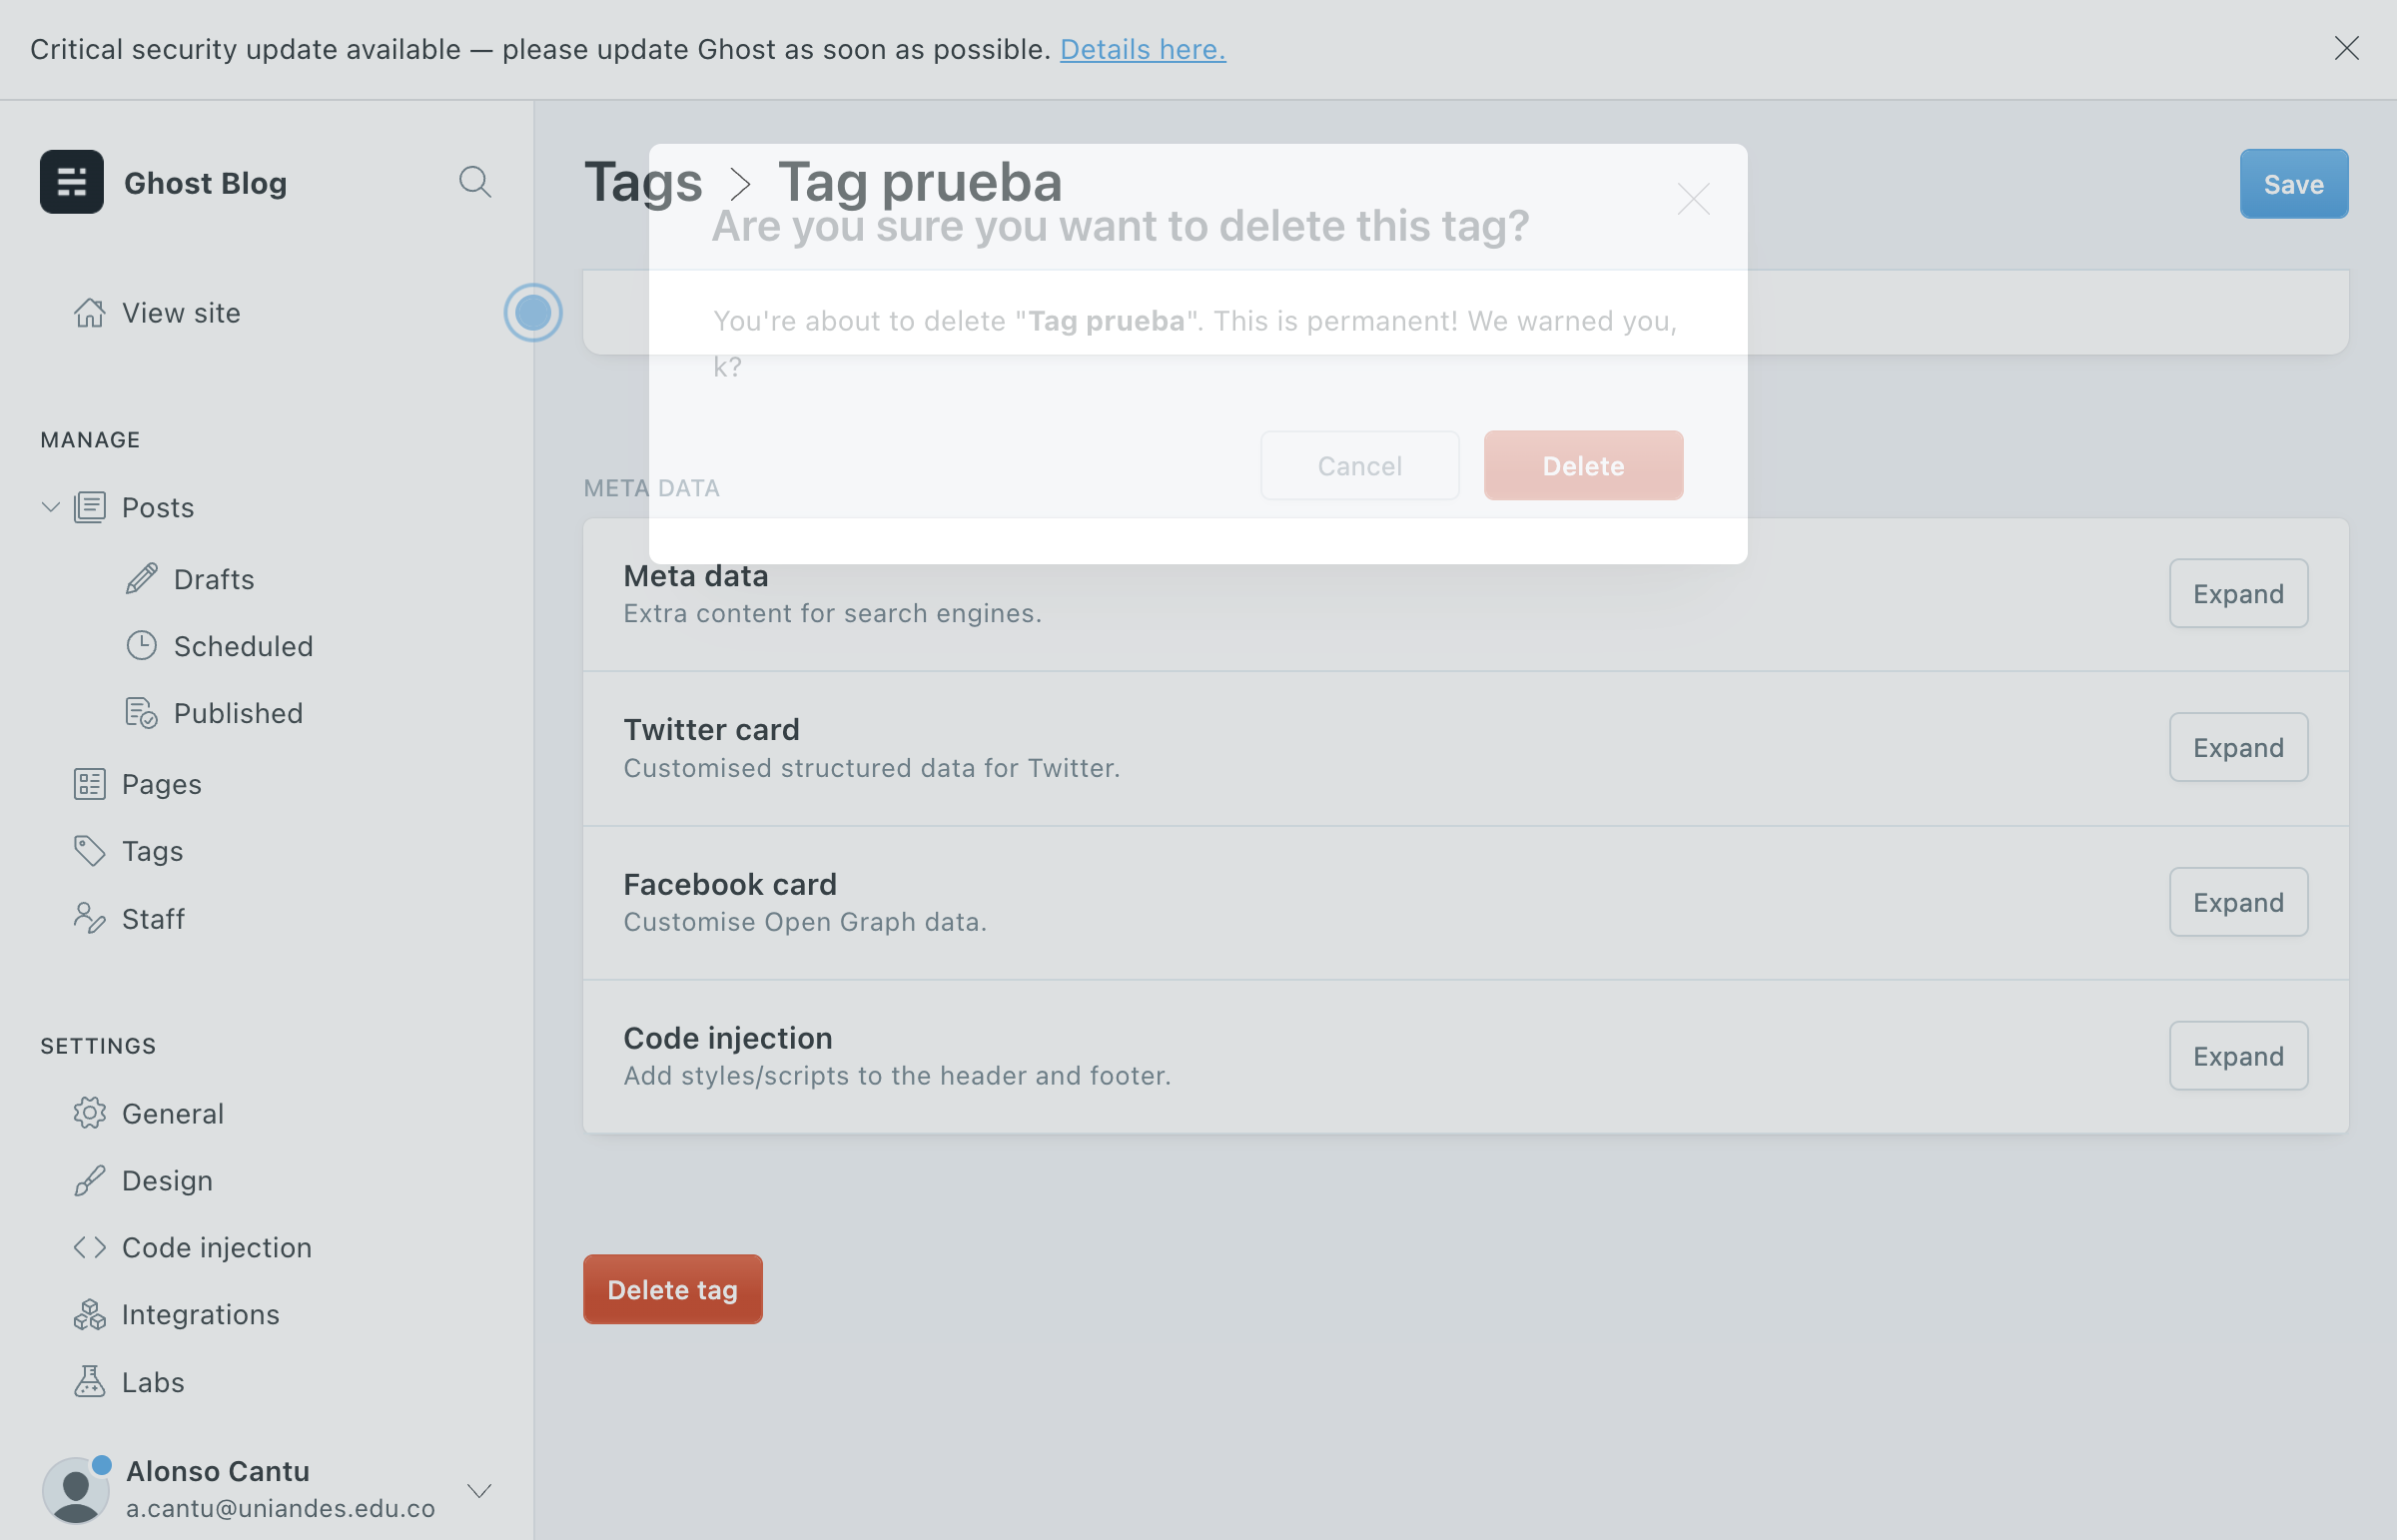 Critical security update available — please update Ghost as soon as possible. Details here.
Ghost Blog
View site
MANAGE
Posts
Drafts
Scheduled
Published
Pages
Tags
Staff
SETTINGS
General
Design
Code injection
Integrations
Labs
Alonso Cantu
a.cantu@uniandes.edu.co
Tags > Tag prueba
Save
Are you sure you want to delete this tag?
You're about to delete "Tag prueba". This is permanent! We warned you,
k?
Cancel
Delete
META DATA
Meta data
Extra content for search engines.
Expand
Twitter card
Customised structured data for Twitter.
Expand
Facebook card
Customise Open Graph data.
Expand
Code injection
Add styles/scripts to the header and footer.
Expand
Delete tag